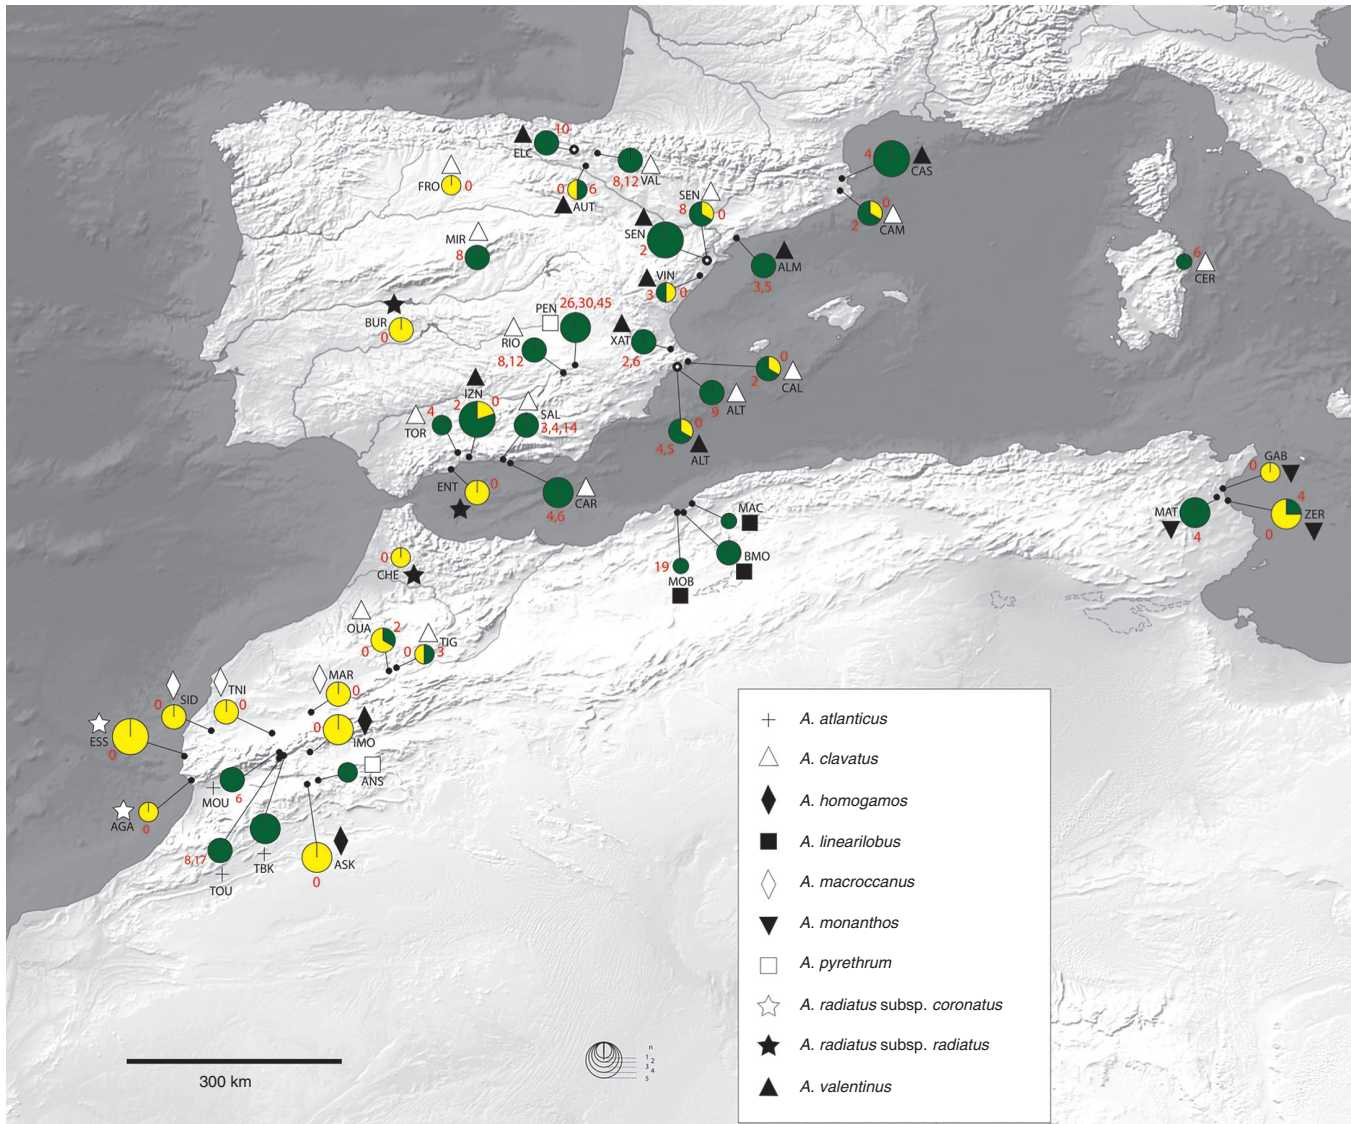 10
ELC
8,12
VAL
FRO
0
0
6
AUT
SEN
8
0
4
CAS
0
2
CAM
MIR
8
SEN
2
ALM
3,5
6
CER
VIN
3
0
BUR
0
PEN
26,30,45
RIO
8,12
XAT
2,6
0
2
CAL
IZN
2
0
4
TOR
SAL
3,4,14
9
ALT
0
4,5
ALT
ENT
0
CAR
4,6
GAB
0
MAT
4
4
ZER
0
MAC
BMO
19
MOB
0
CHE
OUA
2
0
TIG
0
3
MAR
0
SID
0
TNI
0
0
IMO
ESS
0
ANS
MOU
6
AGA
0
8,17
TOU
TBK
ASK
0
A. atlanticus
A. clavatus
A. homogamos
A. linearilobus
A. macroccanus
A. monanthos
A. pyrethrum
A. radiatus subsp. coronatus
A. radiatus subsp. radiatus
A. valentinus
300 km
n
1 2
3 4
5